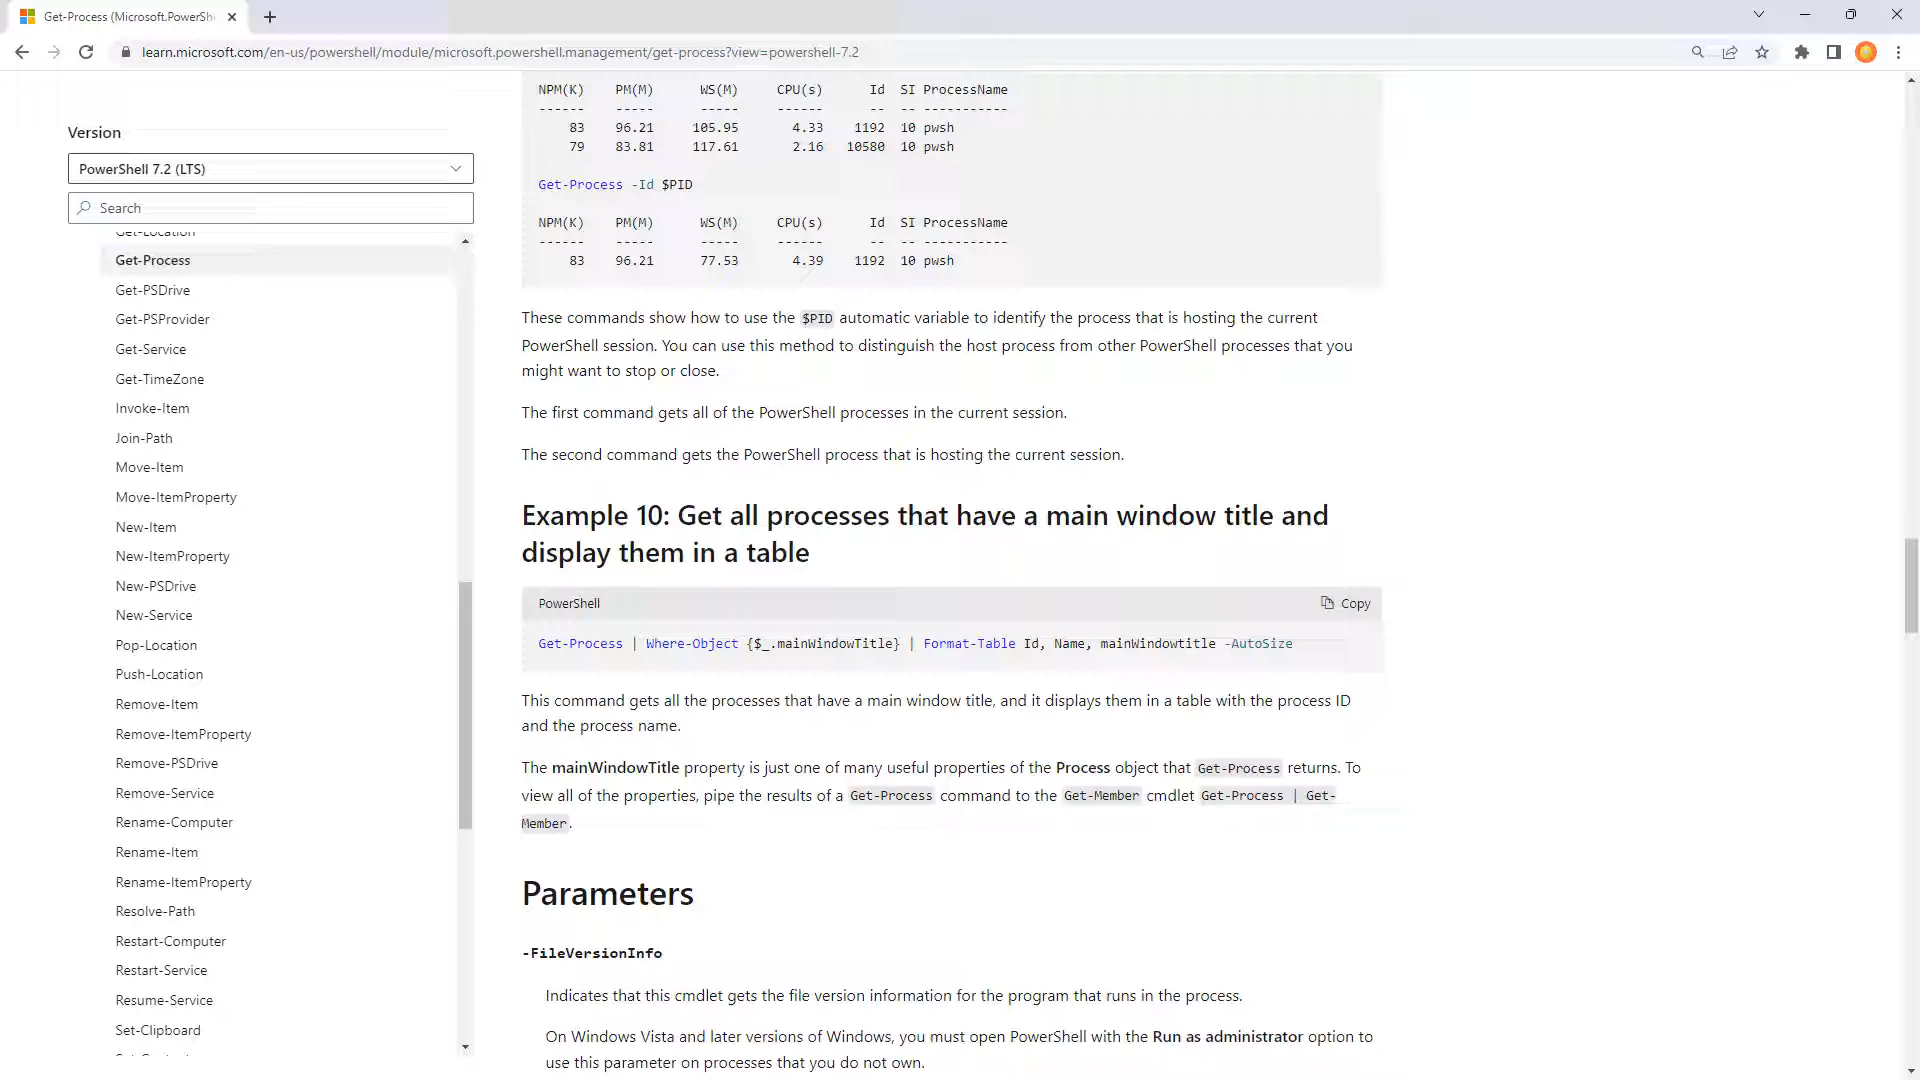 Get-Process (Microsoft.PowerSh
learn.microsoft.com/en-us/powershell/module/microsoft.powershell.management/get-process?view=powershell-7.2
Version
PowerShell 7.2 (LTS)
Search
Get-Location
Get-Process
Get-PSDrive
Get-PSProvider
Get-Service
Get-TimeZone
Invoke-Item
Join-Path
Move-Item
Move-ItemProperty
New-Item
New-ItemProperty
New-PSDrive
New-Service
Pop-Location
Push-Location
Remove-Item
Remove-ItemProperty
Remove-PSDrive
Remove-Service
Rename-Computer
Rename-Item
Rename-ItemProperty
Resolve-Path
Restart-Computer
Restart-Service
Resume-Service
Set-Clipboard
NPM(K) PM(M) WS(M) CPU(s) Id SI ProcessName
------ ----- ----- ------ -- -- -----------
83 96.21 105.95 4.33 1192 10 pwsh
79 83.81 117.61 2.16 10580 10 pwsh
Get-Process -Id $PID
NPM(K) PM(M) WS(M) CPU(s) Id SI ProcessName
------ ----- ----- ------ -- -- -----------
83 96.21 77.53 4.39 1192 10 pwsh
These commands show how to use the $PID automatic variable to identify the process that is hosting the current
PowerShell session. You can use this method to distinguish the host process from other PowerShell processes that you
might want to stop or close.
The first command gets all of the PowerShell processes in the current session.
The second command gets the PowerShell process that is hosting the current session.
Example 10: Get all processes that have a main window title and
display them in a table
PowerShell Copy
Get-Process | Where-Object {$_.mainWindowTitle} | Format-Table Id, Name, mainWindowtitle -AutoSize
This command gets all the processes that have a main window title, and it displays them in a table with the process ID
and the process name.
The mainWindowTitle property is just one of many useful properties of the Process object that Get-Process returns. To
view all of the properties, pipe the results of a Get-Process command to the Get-Member cmdlet Get-Process | Get-
Member.
Parameters
-FileVersionInfo
Indicates that this cmdlet gets the file version information for the program that runs in the process.
On Windows Vista and later versions of Windows, you must open PowerShell with the Run as administrator option to
use this parameter on processes that you do not own.